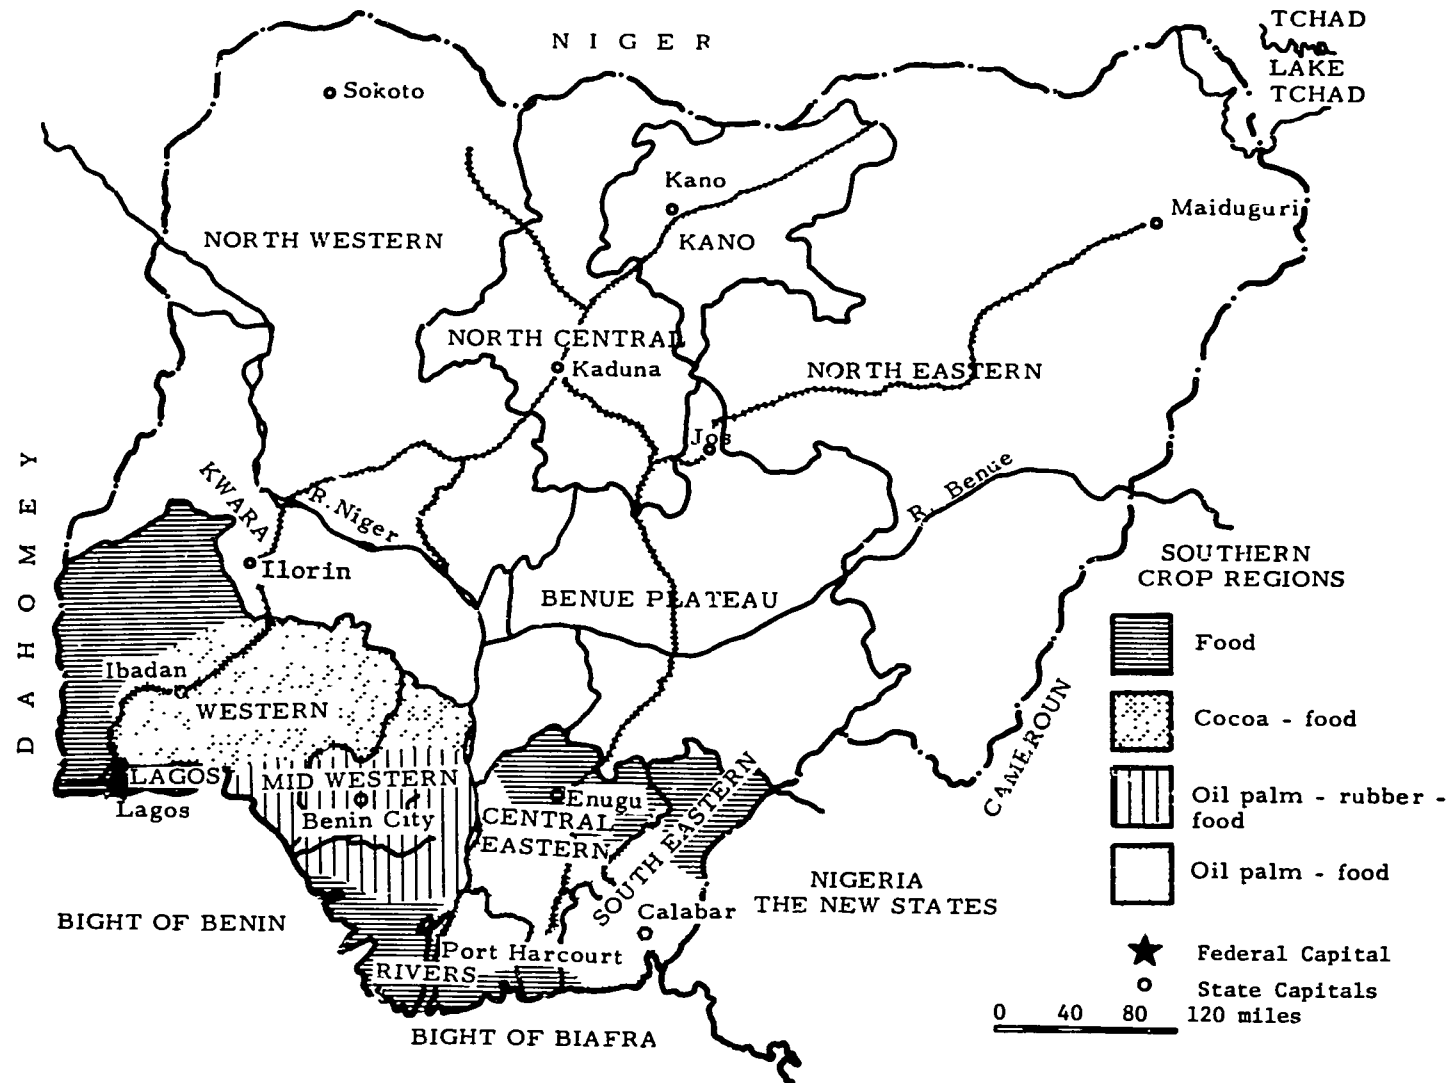 TCHAD
NIGER
LAKE
TCHAD
Sokoto
Kano
Maiduguri
NORTH WESTERN
KANO
NORTH CENTRAL
Kaduna
NORTH EASTERN
Jos
DAHOMEY
KWARA
R. Niger
R. Benue
Ilorin
BENUE PLATEAU
SOUTHERN
CROP REGIONS
Food
Ibadan
WESTERN
Cocoa - food
CAMEROUN
LAGOS
MID WESTERN
Lagos
Benin City
Enugu
CENTRAL
EASTERN
SOUTH EASTERN
Oil palm - rubber -
food
Oil palm - food
NIGERIA
THE NEW STATES
BIGHT OF BENIN
Calabar
Port Harcourt
RIVERS
Federal Capital
State Capitals
0 40 80 120 miles
BIGHT OF BIAFRA